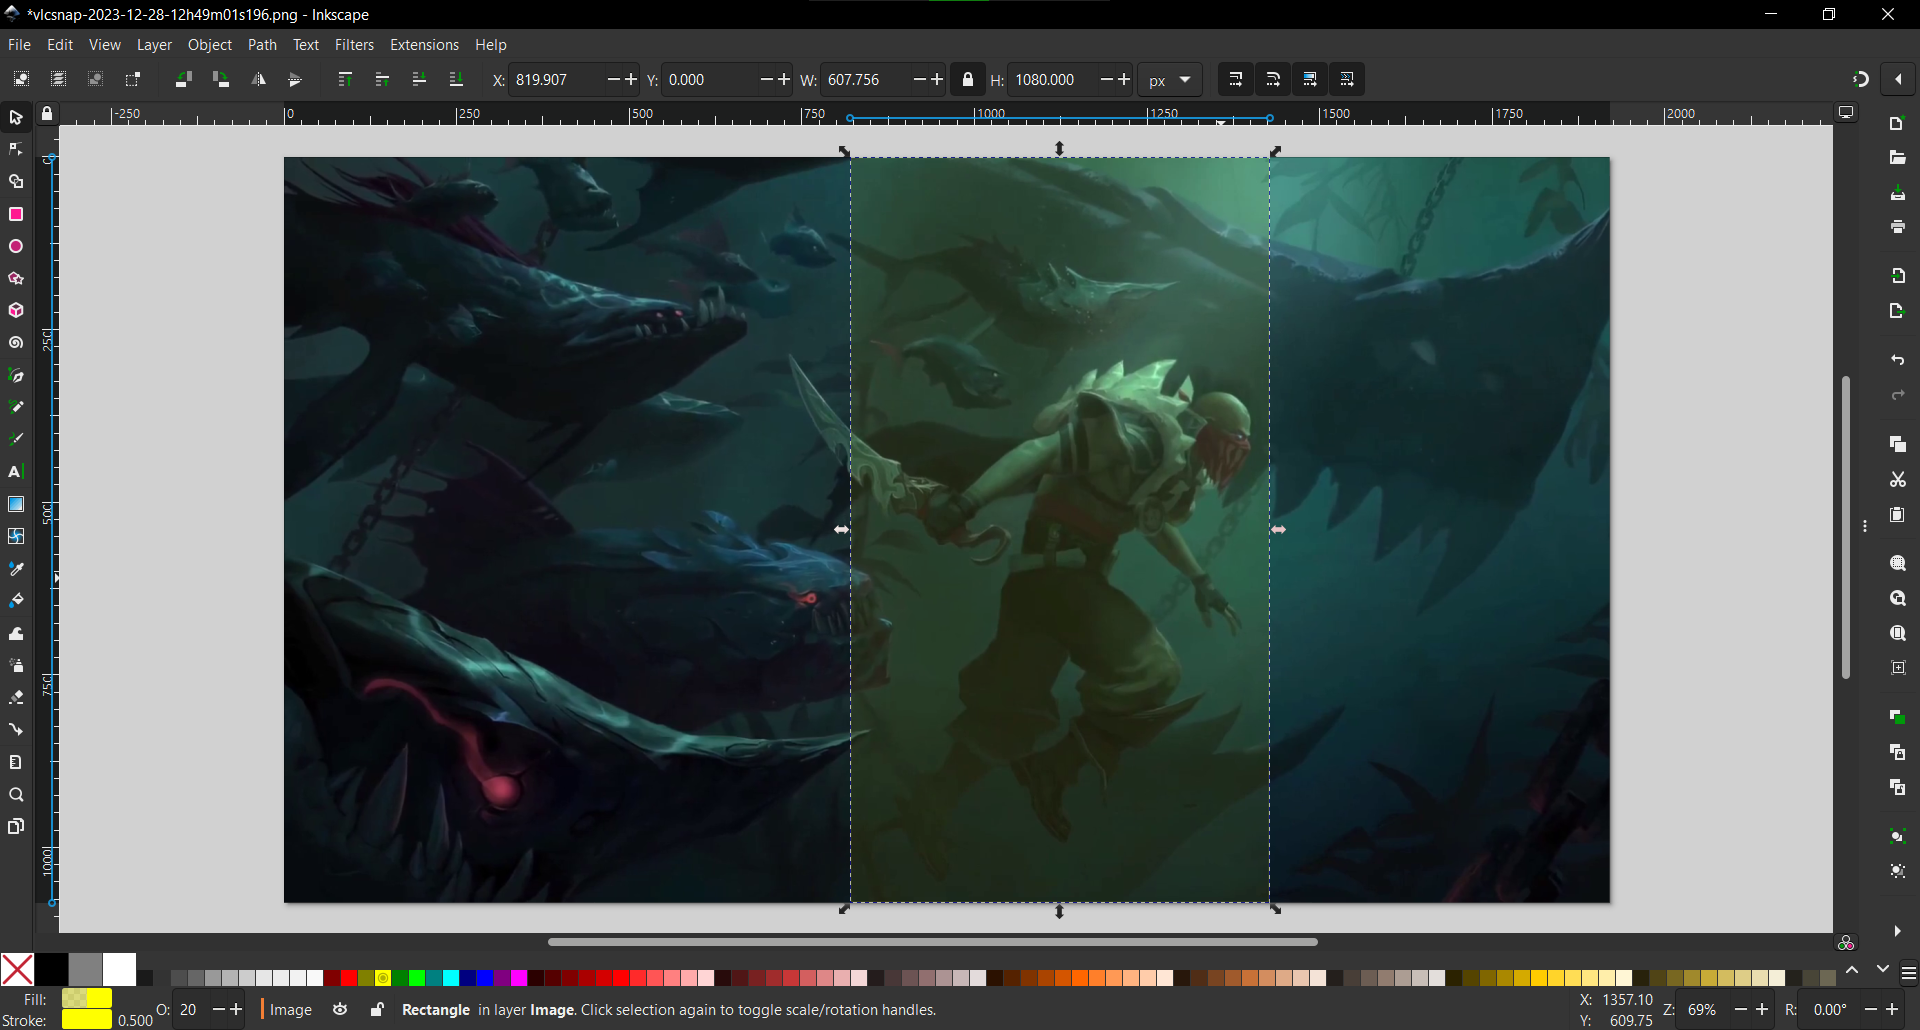 *vlcsnap-2023-12-28-12h49m01s196.png - Inkscape
File Edit View Layer Object Path Text Filters Extensions Help
X: 819.907 Y: 0.000 W: 607.756 H: 1080.000 px
-250 0 250 500 750 1000 1250 1500 1750 2000
0
250
500
750
1000
Fill: O: 20 Image Rectangle in layer Image. Click selection again to toggle scale/rotation handles. X: 1357.10 Z: 69% R: 0.00°
Stroke: 0.500 Y: 609.75